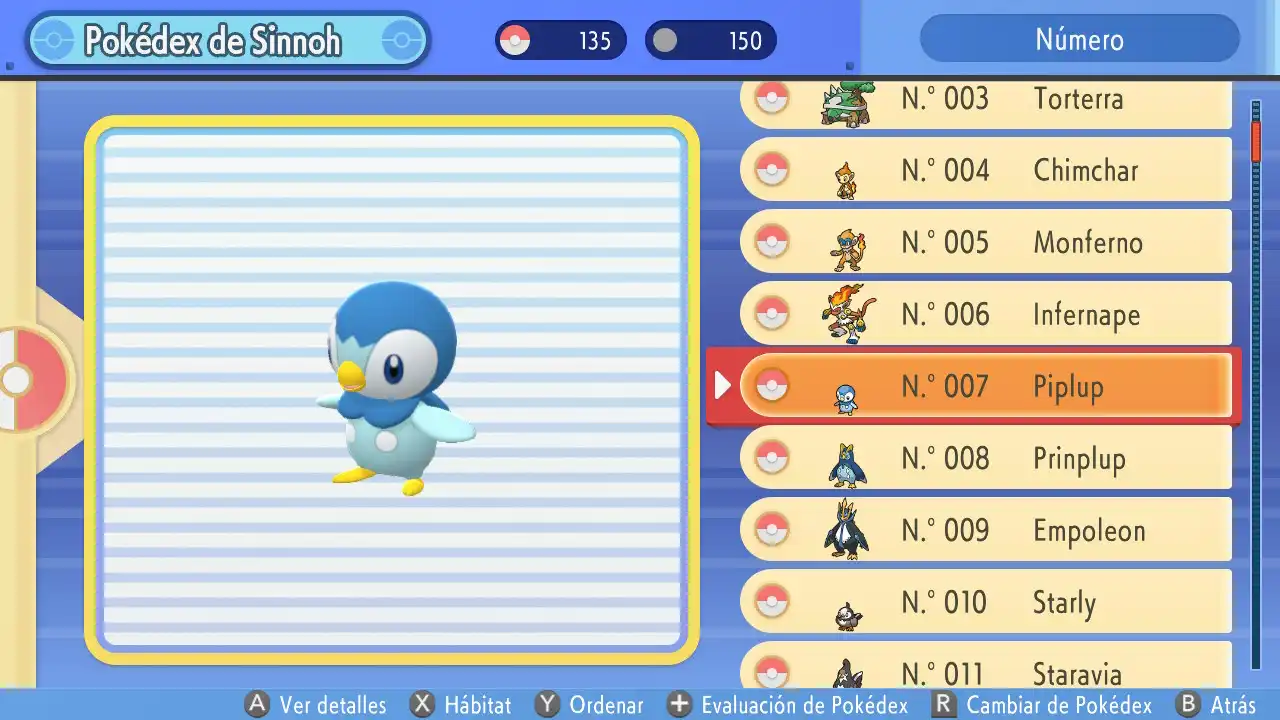 Pokédex de Sinnoh
135
150
Número
N.° 003 Torterra
N.° 004 Chimchar
N.° 005 Monferno
N.° 006 Infernape
N.° 007 Piplup
N.° 008 Prinplup
N.° 009 Empoleon
N.° 010 Starly
N.° 011 Staravia
A Ver detalles X Hábitat Y Ordenar + Evaluación de Pokédex R Cambiar de Pokédex B Atrás